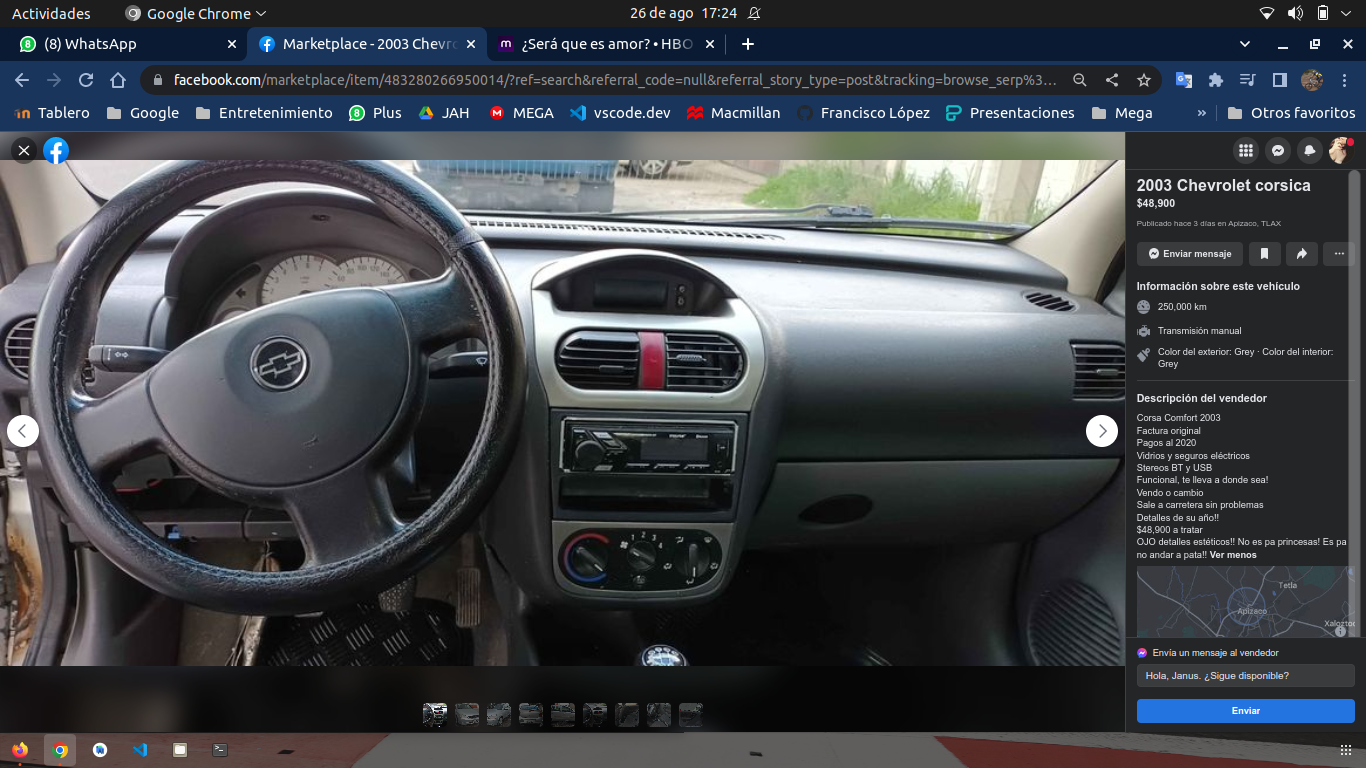 Actividades
Google Chrome
26 de ago 17:24
(8) WhatsApp
Marketplace - 2003 Chevro
¿Será que es amor? • HBO
facebook.com/marketplace/item/483280266950014/?ref=search&referral_code=null&referral_story_type=post&tracking=browse_serp%3...
Tablero
Google
Entretenimiento
Plus
JAH
MEGA
vscode.dev
Macmillan
Francisco López
Presentaciones
Mega
»
Otros favoritos
2003 Chevrolet corsica
$48,900
Publicado hace 3 días en Apizaco, TLAX
Enviar mensaje
Información sobre este vehículo
250,000 km
Transmisión manual
Color del exterior: Grey · Color del interior:
Grey
Descripción del vendedor
Corsa Comfort 2003
Factura original
Pagos al 2020
Vidrios y seguros eléctricos
Stereos BT y USB
Funcional, te lleva a donde sea!
Vendo o cambio
Sale a carretera sin problemas
Detalles de su año!!
$48,900 a tratar
OJO detalles estéticos!! No es pa princesas! Es pa
no andar a pata!! Ver menos
Tetla
Apizaco
Xaloztoc
Envía un mensaje al vendedor
Hola, Janus. ¿Sigue disponible?
Enviar
1 2 3 4